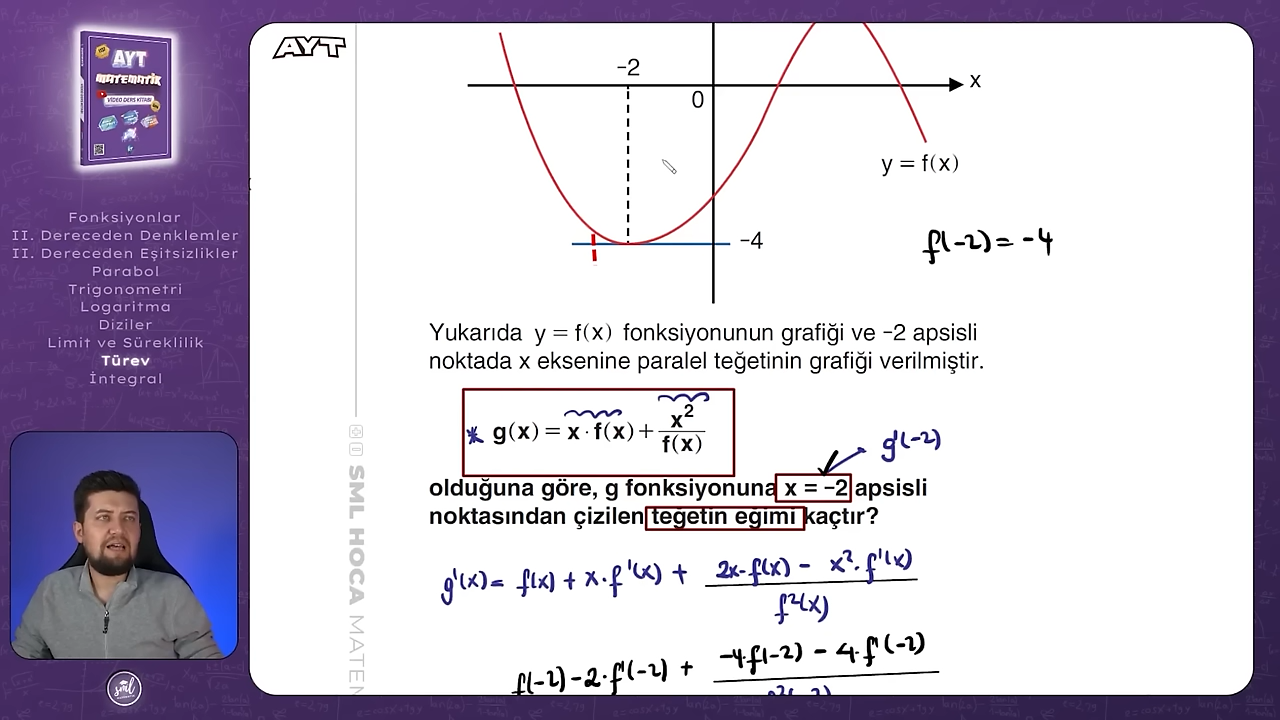 AYT
MATEMATİK
VİDEO DERS KİTABI
Fonksiyonlar
II. Dereceden Denklemler
II. Dereceden Eşitsizlikler
Parabol
Trigonometri
Logaritma
Diziler
Limit ve Süreklilik
Türev
İntegral
sml
AYT
SML HOCA MATEM
-2
0
x
y = f(x)
-4
f(-2) = -4
Yukarıda y = f(x) fonksiyonunun grafiği ve -2 apsisli
noktada x eksenine paralel teğetinin grafiği verilmiştir.
* g(x) = x · f(x) + x² / f(x)
g'(-2)
olduğuna göre, g fonksiyonuna x = -2 apsisli
noktasından çizilen teğetin eğimi kaçtır?
g'(x) = f(x) + x · f'(x) + 2x · f(x) - x² · f'(x) / f²(x)
f(-2) - 2 · f'(-2) + -4 · f(-2) - 4 · f'(-2)